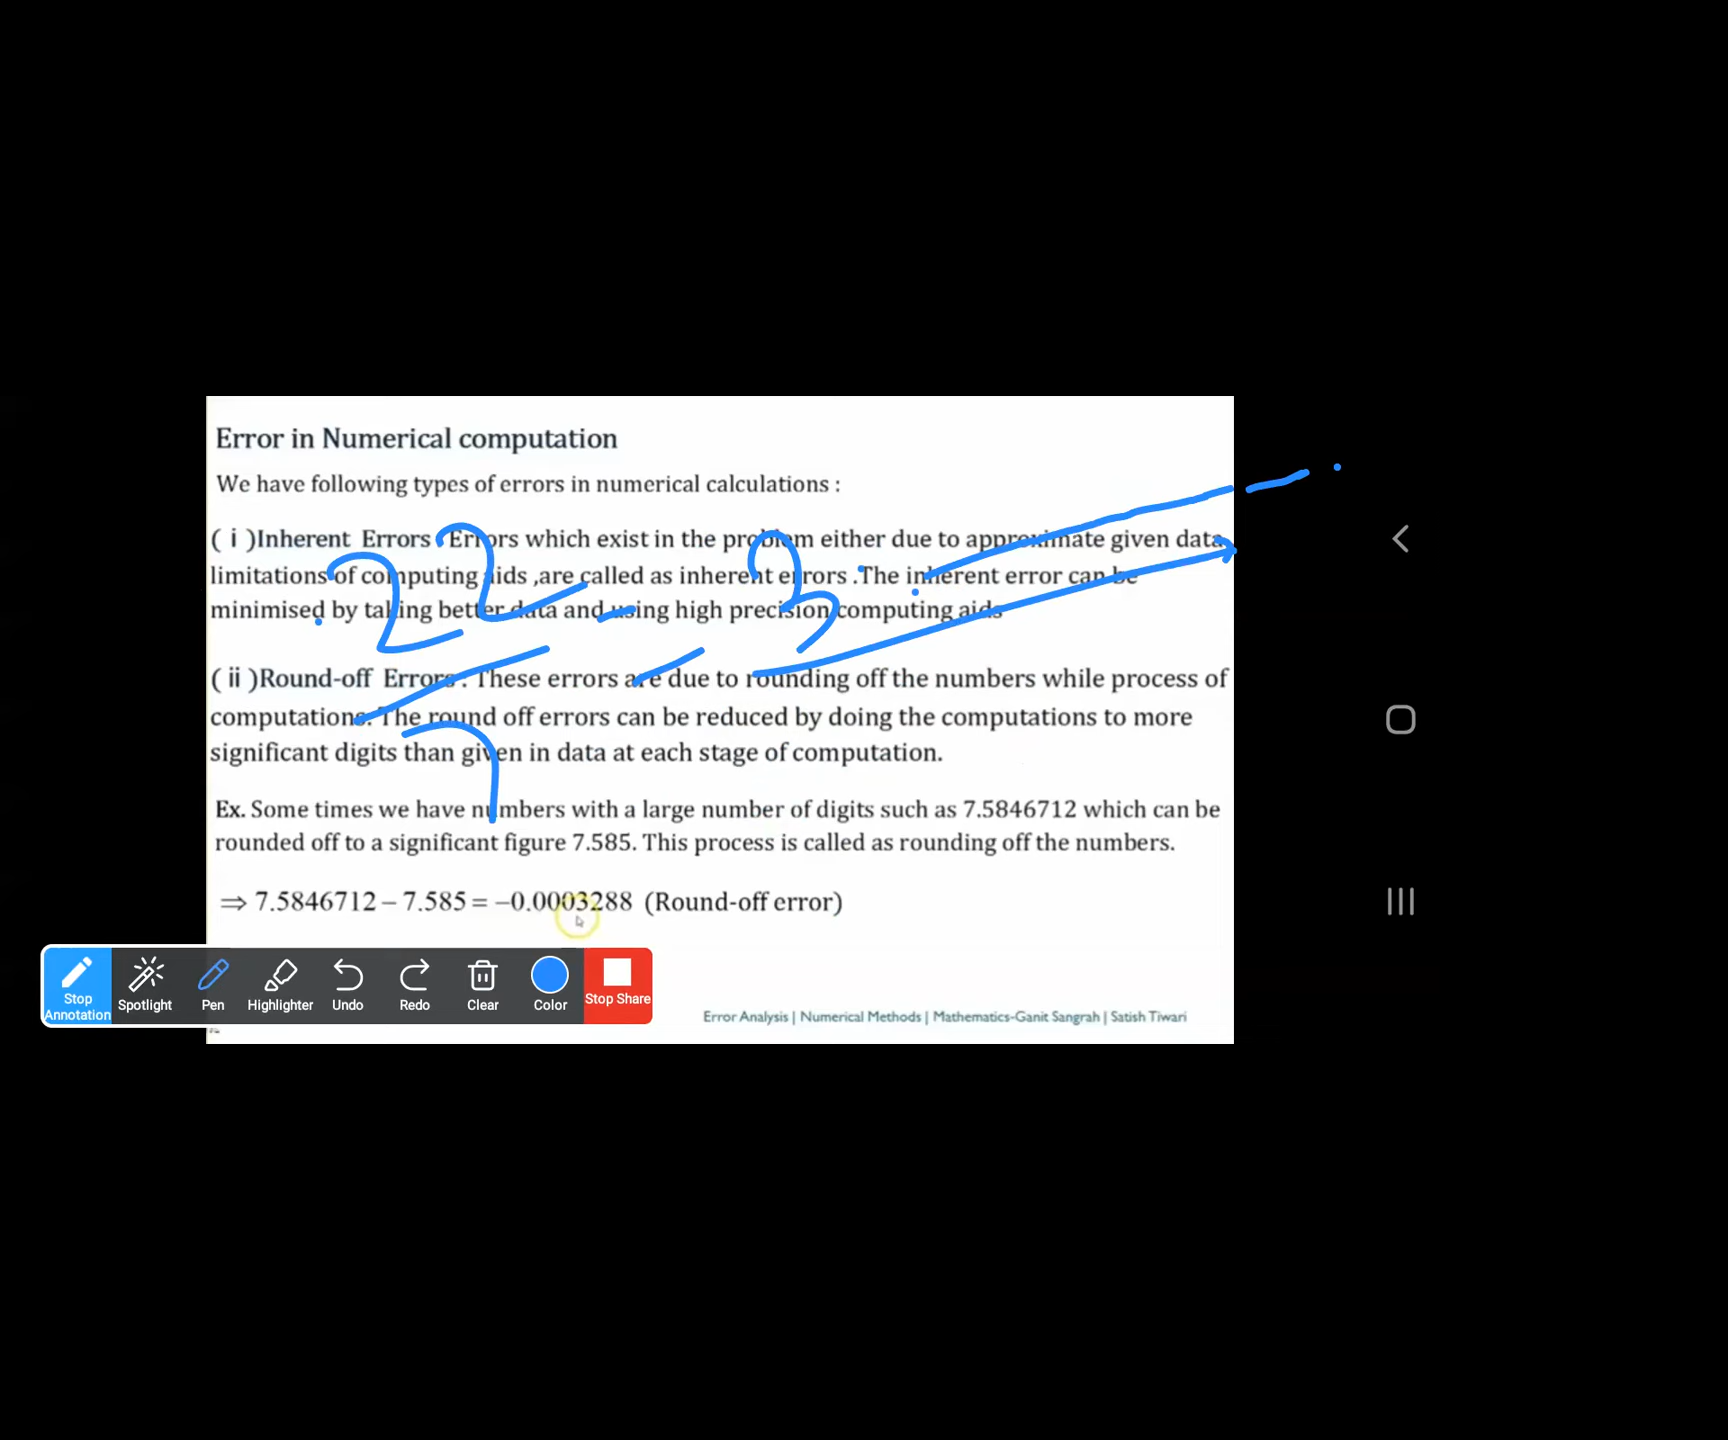 Error in Numerical computation
We have following types of errors in numerical calculations :
( i )Inherent Errors Errors which exist in the problem either due to approximate given data
limitations of computing aids ,are called as inherent errors .The inherent error can be
minimised by taking better data and using high precision computing aids
22
7
= 3.
( ii )Round-off Errors : These errors are due to rounding off the numbers while process of
computations. The round off errors can be reduced by doing the computations to more
significant digits than given in data at each stage of computation.
Ex. Some times we have numbers with a large number of digits such as 7.5846712 which can be
rounded off to a significant figure 7.585. This process is called as rounding off the numbers.
⇒ 7.5846712 – 7.585 = –0.0003288 (Round-off error)
Stop Annotation Spotlight Pen Highlighter Undo Redo Clear Color Stop Share
Error Analysis | Numerical Methods | Mathematics-Ganit Sangrah | Satish Tiwari